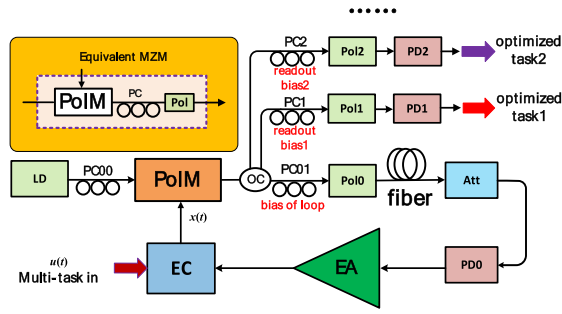 ......
Equivalent MZM
PolM
PC
Pol
PC2
readout
bias2
Pol2
PD2
optimized
task2
PC1
readout
bias1
Pol1
PD1
optimized
task1
LD
PC00
PolM
OC
PC01
bias of loop
Pol0
fiber
Att
x(t)
u(t)
Multi-task in
EC
EA
PD0